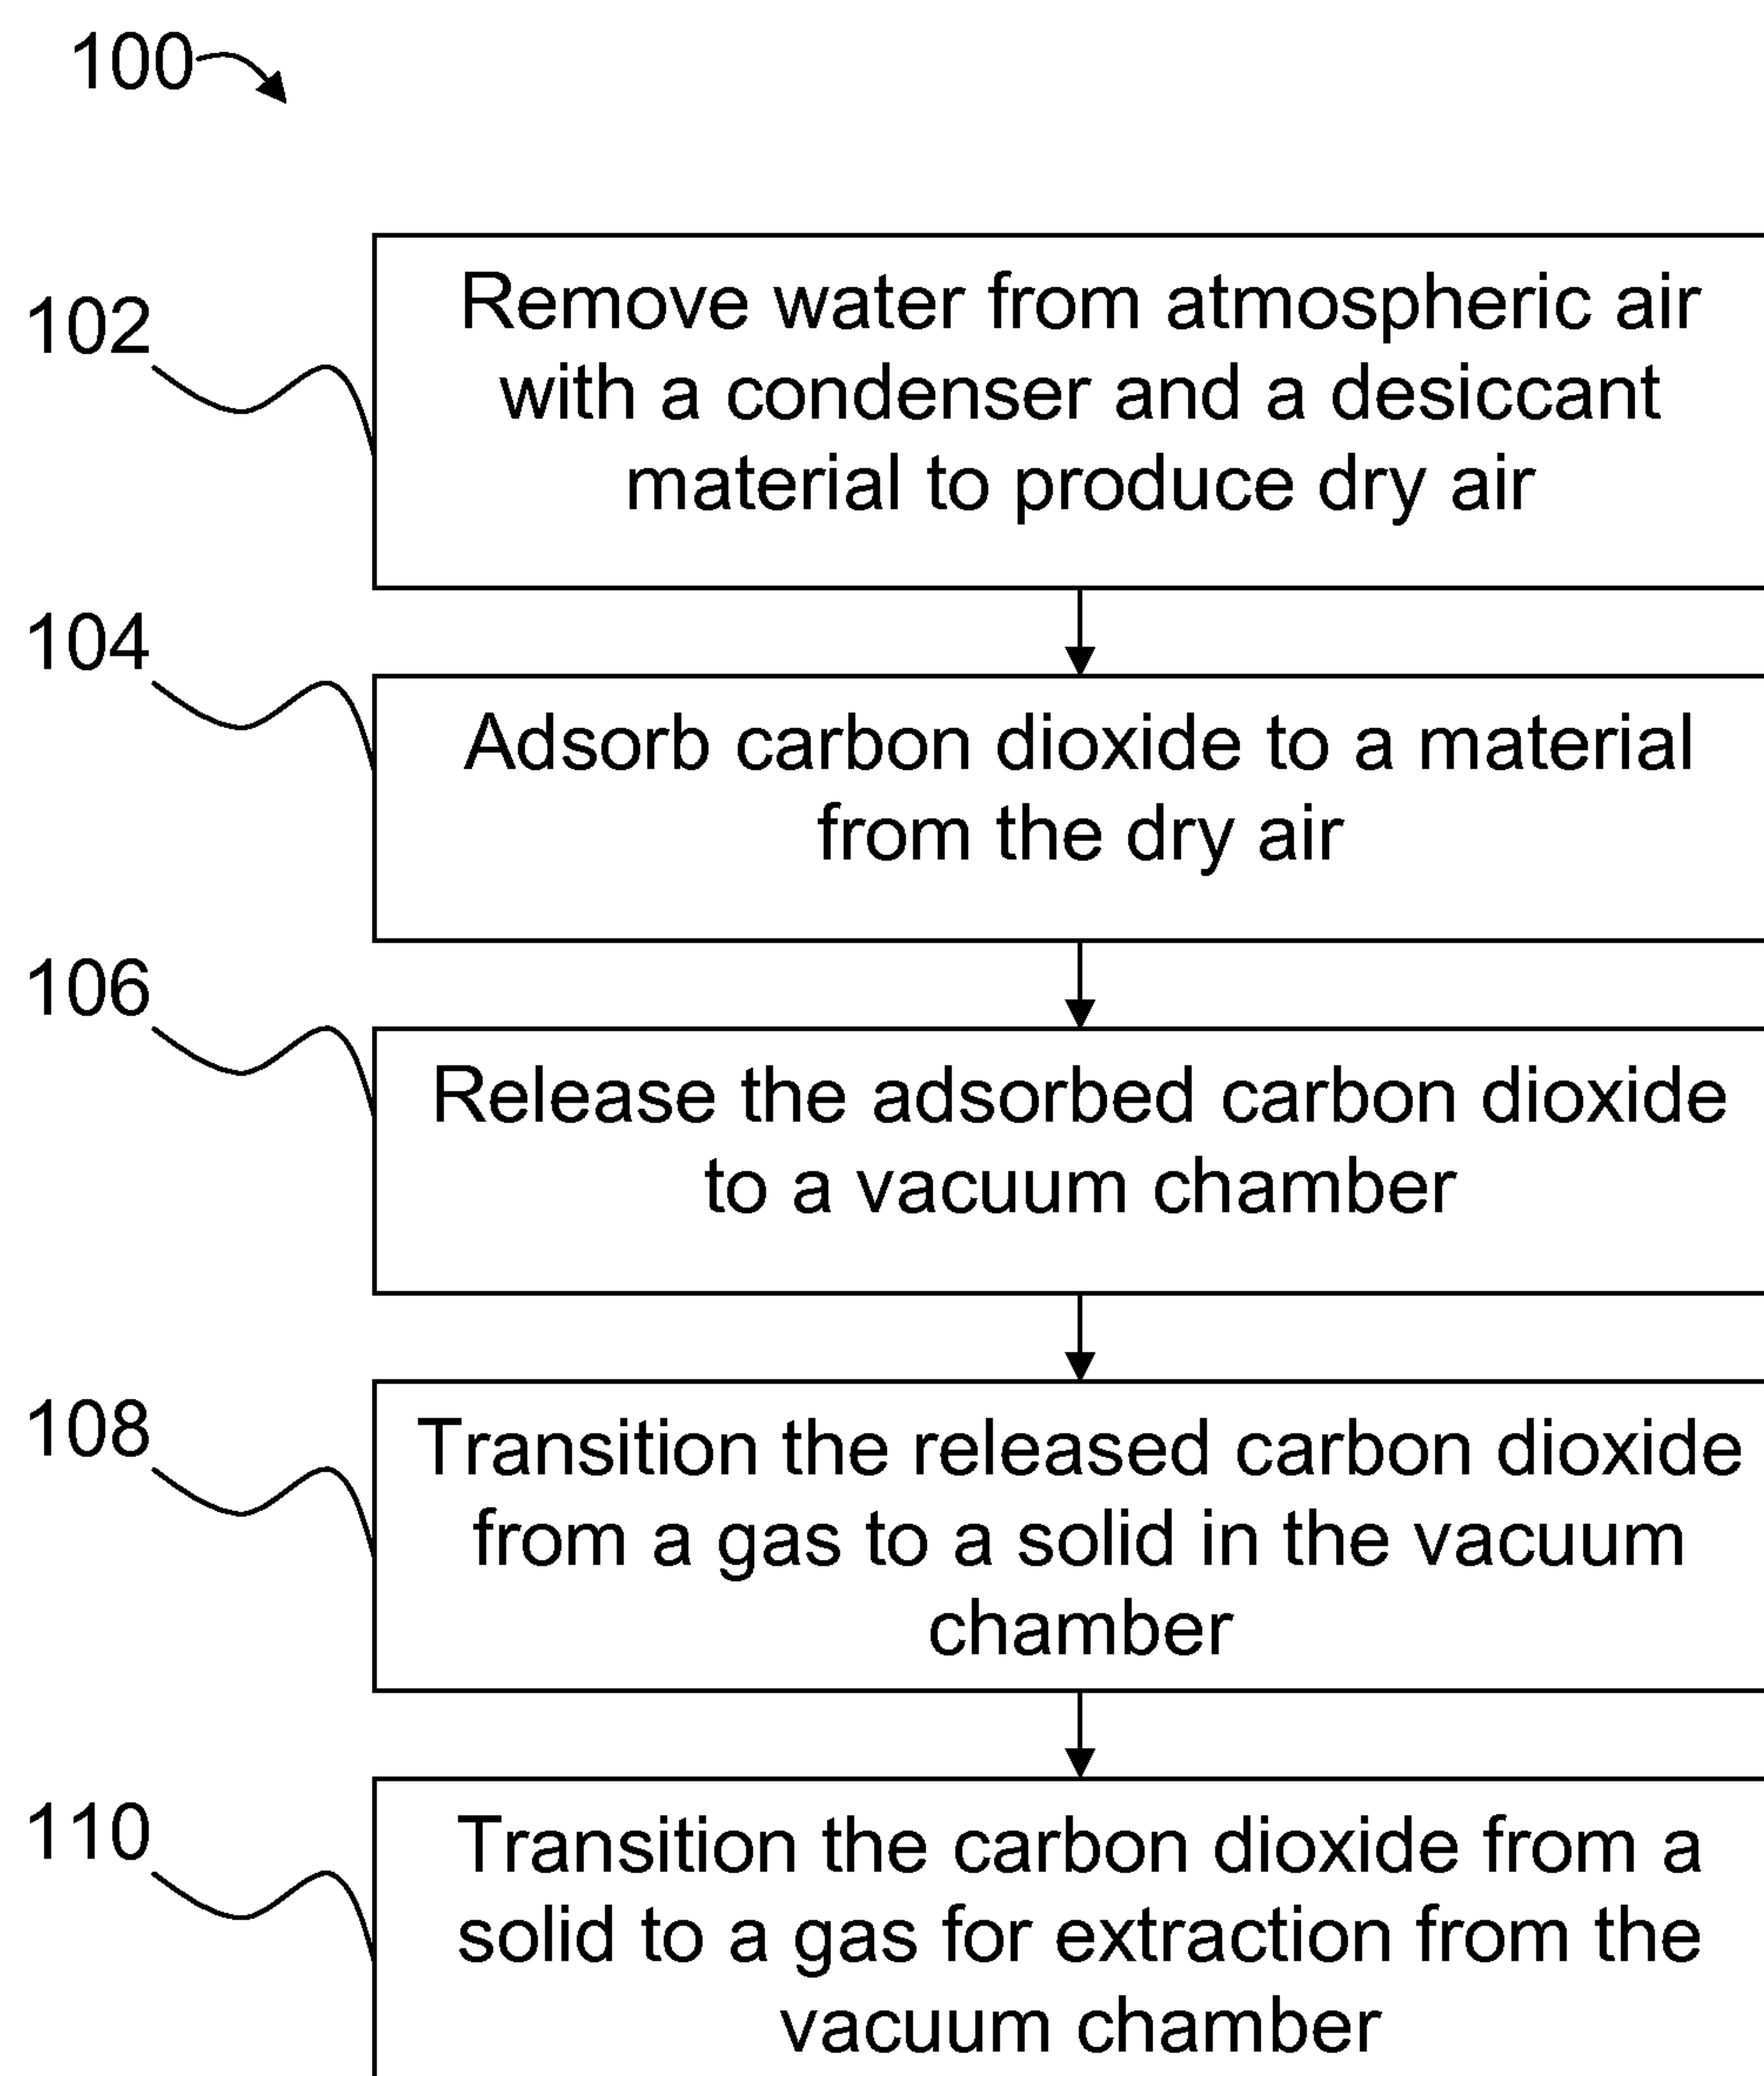 100
102
Remove water from atmospheric air
with a condenser and a desiccant
material to produce dry air
104
Adsorb carbon dioxide to a material
from the dry air
106
Release the adsorbed carbon dioxide
to a vacuum chamber
108
Transition the released carbon dioxide
from a gas to a solid in the vacuum
chamber
110
Transition the carbon dioxide from a
solid to a gas for extraction from the
vacuum chamber